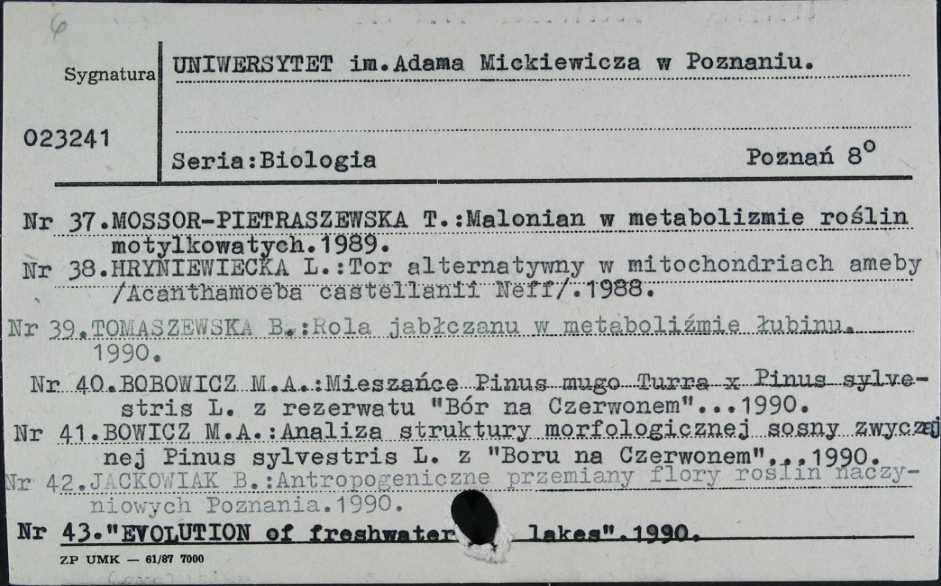 6
UNIWERSYTET im.Adama Mickiewicza w Poznaniu.
Sygnatura
023241
Seria:Biologia Poznań 8°
Nr 37.MOSSOR-PIETRASZEWSKA T.:Malonian w metabolizmie roślin
motylkowatych.1989.
Nr 38.HRYNIEWIECKA L.:Tor alternatywny w mitochondriach ameby
/Acanthamoeba castellanii Neff/.1988.
Nr 39.TOMASZEWSKA B.:Rola jabłczanu w metaboliźmie łubinu.
1990.
Nr 40.BOBOWICZ M.A.:Mieszańce Pinus mugo Turra x Pinus sylve-
stris L. z rezerwatu "Bór na Czerwonem"...1990.
Nr 41.BOWICZ M.A.:Analiza struktury morfologicznej sosny zwyczaj
nej Pinus sylvestris L. z "Boru na Czerwonem"...1990.
Nr 42.JACKOWIAK B.:Antropogeniczne przemiany flory roślin naczy-
niowych Poznania.1990.
Nr 43."EVOLUTION of freshwater lakes".1990.
ZP UMK — 61/87 7000